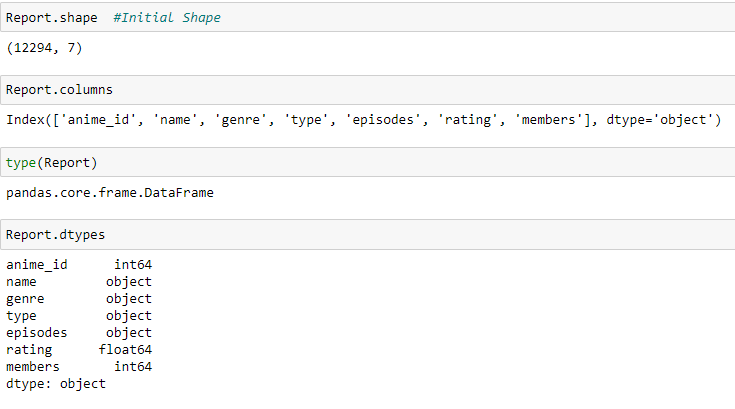 Report.shape  #Initial Shape
(12294, 7)
Report.columns
Index(['anime_id', 'name', 'genre', 'type', 'episodes', 'rating', 'members'], dtype='object')
type(Report)
pandas.core.frame.DataFrame
Report.dtypes
anime_id      int64
name         object
genre        object
type         object
episodes     object
rating      float64
members       int64
dtype: object